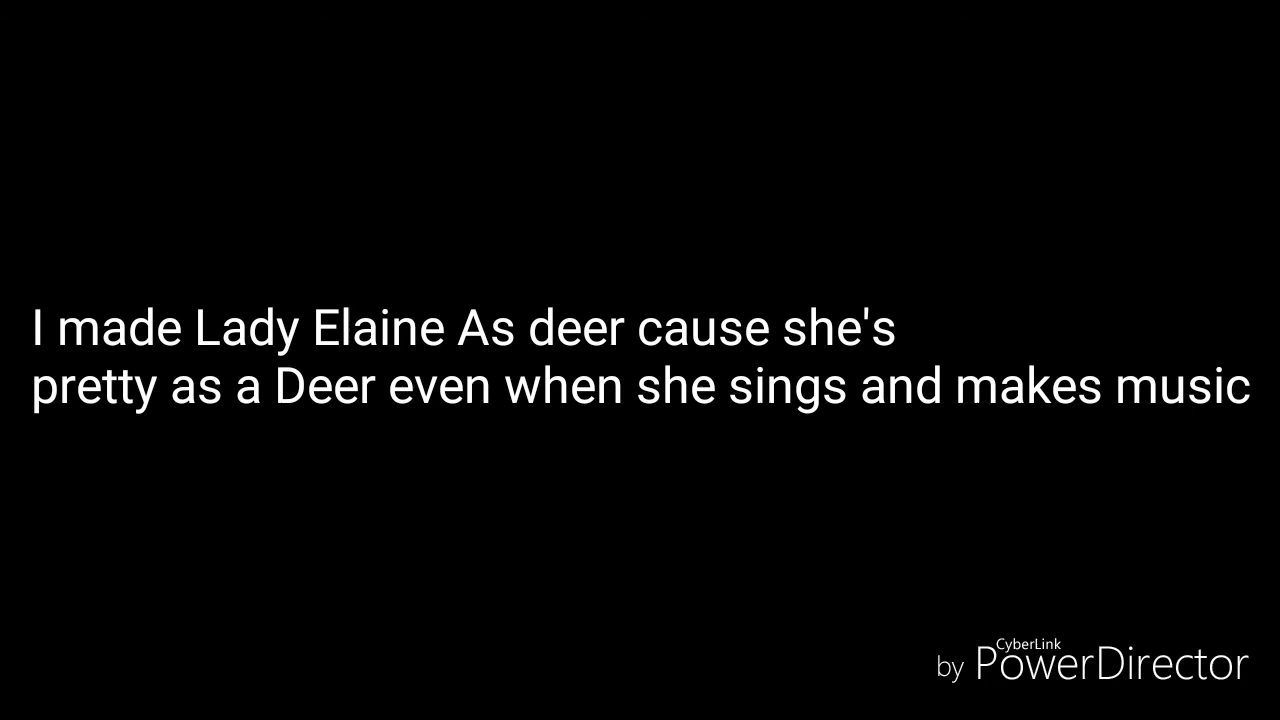 I made Lady Elaine As deer cause she's
pretty as a Deer even when she sings and makes music
CyberLink
by PowerDirector